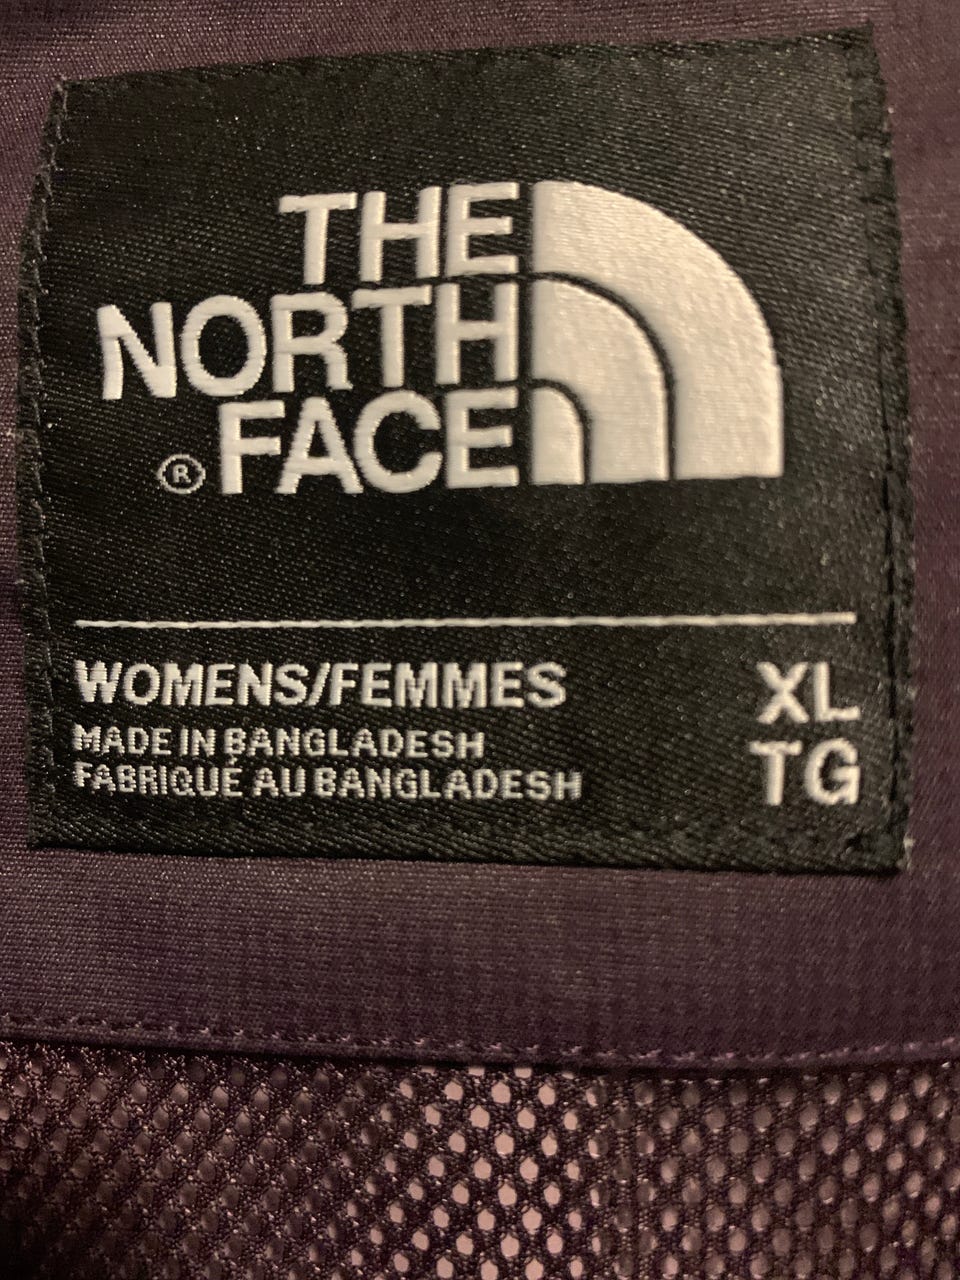 THE
NORTH
® FACE
WOMENS/FEMMES XL
MADE IN BANGLADESH TG
FABRIQUÉ AU BANGLADESH